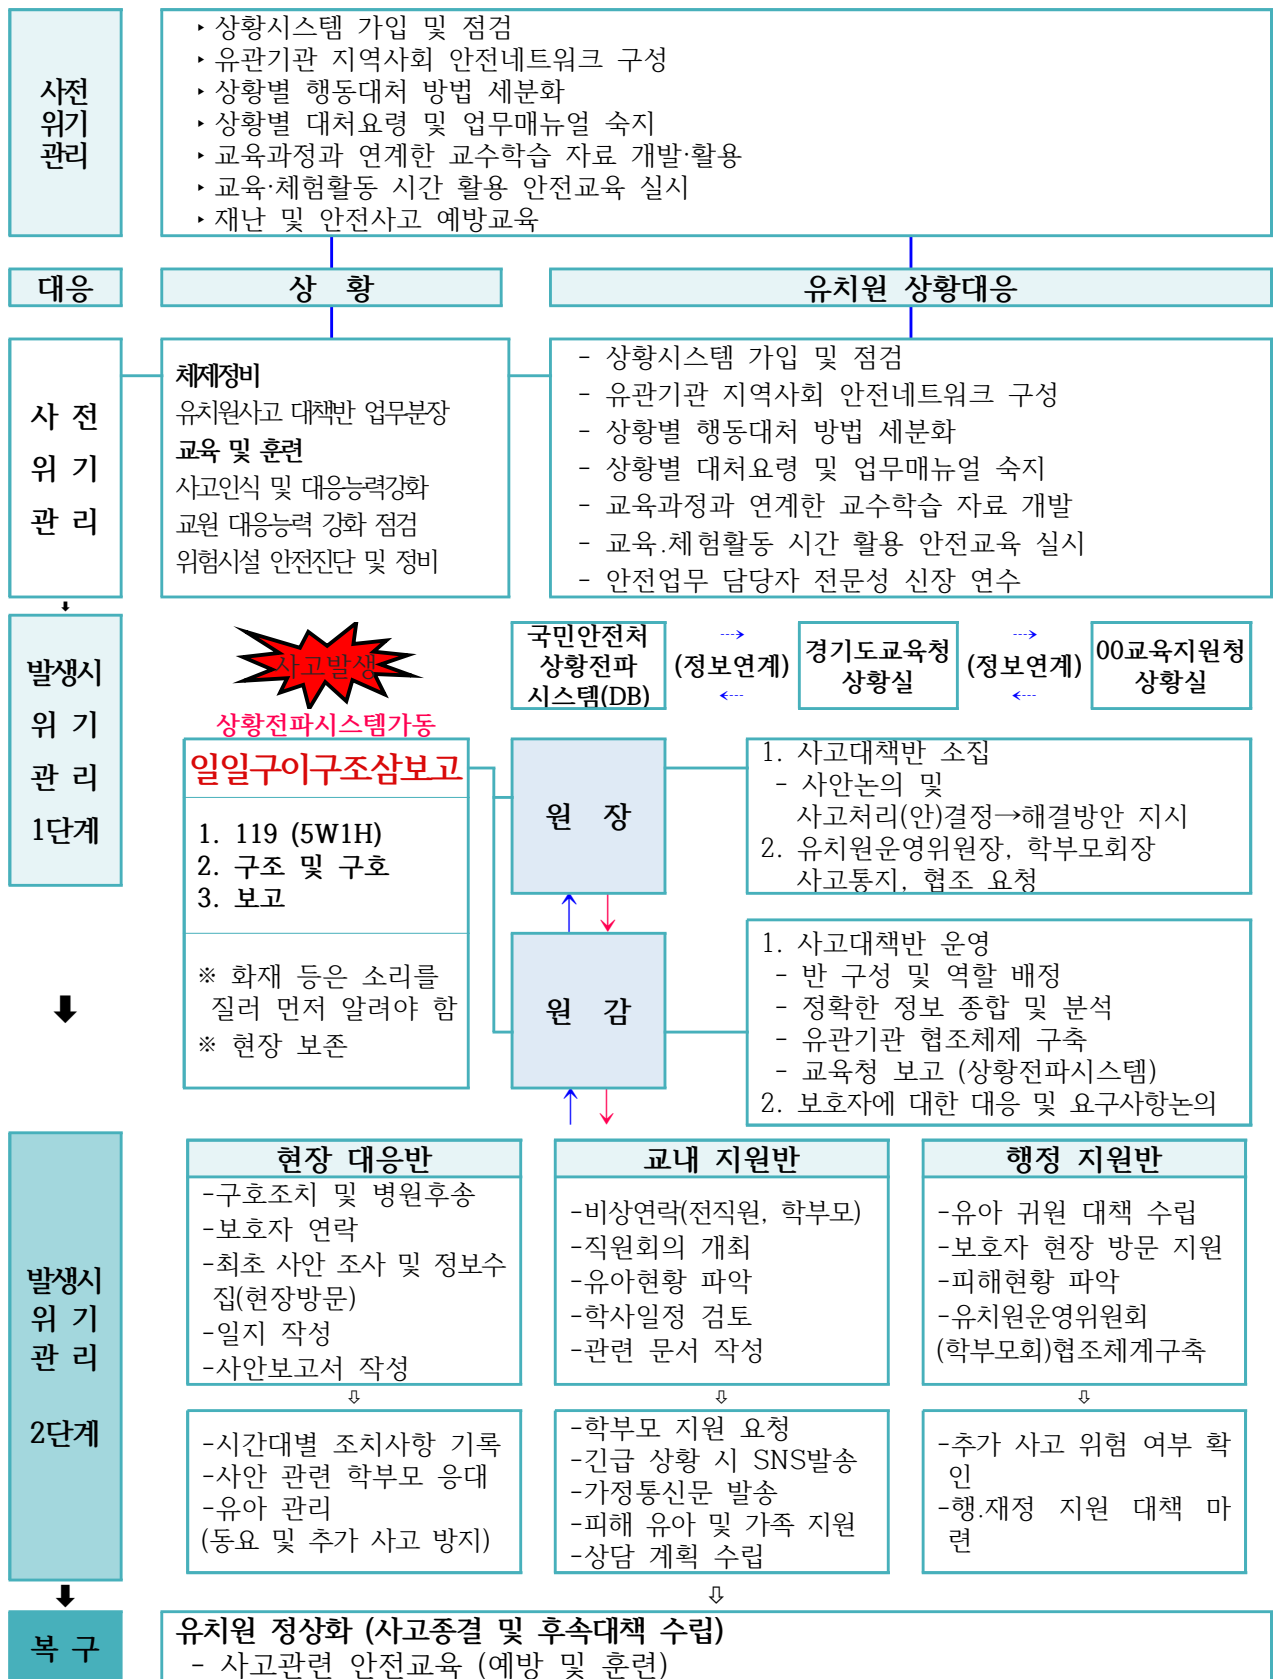 사전
위기
관리
‣ 상황시스템 가입 및 점검
‣ 유관기관 지역사회 안전네트워크 구성
‣ 상황별 행동대처 방법 세분화
‣ 상황별 대처요령 및 업무매뉴얼 숙지
‣ 교육과정과 연계한 교수학습 자료 개발·활용
‣ 교육·체험활동 시간 활용 안전교육 실시
‣ 재난 및 안전사고 예방교육
대응
상 황
유치원 상황대응
사 전
위 기
관 리
체제정비
유치원사고 대책반 업무분장
교육 및 훈련
사고인식 및 대응능력강화
교원 대응능력 강화 점검
위험시설 안전진단 및 정비
- 상황시스템 가입 및 점검
- 유관기관 지역사회 안전네트워크 구성
- 상황별 행동대처 방법 세분화
- 상황별 대처요령 및 업무매뉴얼 숙지
- 교육과정과 연계한 교수학습 자료 개발
- 교육.체험활동 시간 활용 안전교육 실시
- 안전업무 담당자 전문성 신장 연수
발생시
위 기
관 리
1단계
사고발생
상황전파시스템가동
국민안전처
상황전파
시스템(DB)
(정보연계)
경기도교육청
상황실
(정보연계)
00교육지원청
상황실
일일구이구조삼보고
1. 119 (5W1H)
2. 구조 및 구호
3. 보고
※ 화재 등은 소리를
질러 먼저 알려야 함
※ 현장 보존
원 장
1. 사고대책반 소집
- 사안논의 및
사고처리(안)결정→해결방안 지시
2. 유치원운영위원장, 학부모회장
사고통지, 협조 요청
원 감
1. 사고대책반 운영
- 반 구성 및 역할 배정
- 정확한 정보 종합 및 분석
- 유관기관 협조체제 구축
- 교육청 보고 (상황전파시스템)
2. 보호자에 대한 대응 및 요구사항논의
발생시
위 기
관 리
2단계
현장 대응반
-구호조치 및 병원후송
-보호자 연락
-최초 사안 조사 및 정보수
집(현장방문)
-일지 작성
-사안보고서 작성
교내 지원반
-비상연락(전직원, 학부모)
-직원회의 개최
-유아현황 파악
-학사일정 검토
-관련 문서 작성
행정 지원반
-유아 귀원 대책 수립
-보호자 현장 방문 지원
-피해현황 파악
-유치원운영위원회
(학부모회)협조체계구축
-시간대별 조치사항 기록
-사안 관련 학부모 응대
-유아 관리
(동요 및 추가 사고 방지)
-학부모 지원 요청
-긴급 상황 시 SNS발송
-가정통신문 발송
-피해 유아 및 가족 지원
-상담 계획 수립
-추가 사고 위험 여부 확
인
-행.재정 지원 대책 마
련
복 구
유치원 정상화 (사고종결 및 후속대책 수립)
- 사고관련 안전교육 (예방 및 훈련)